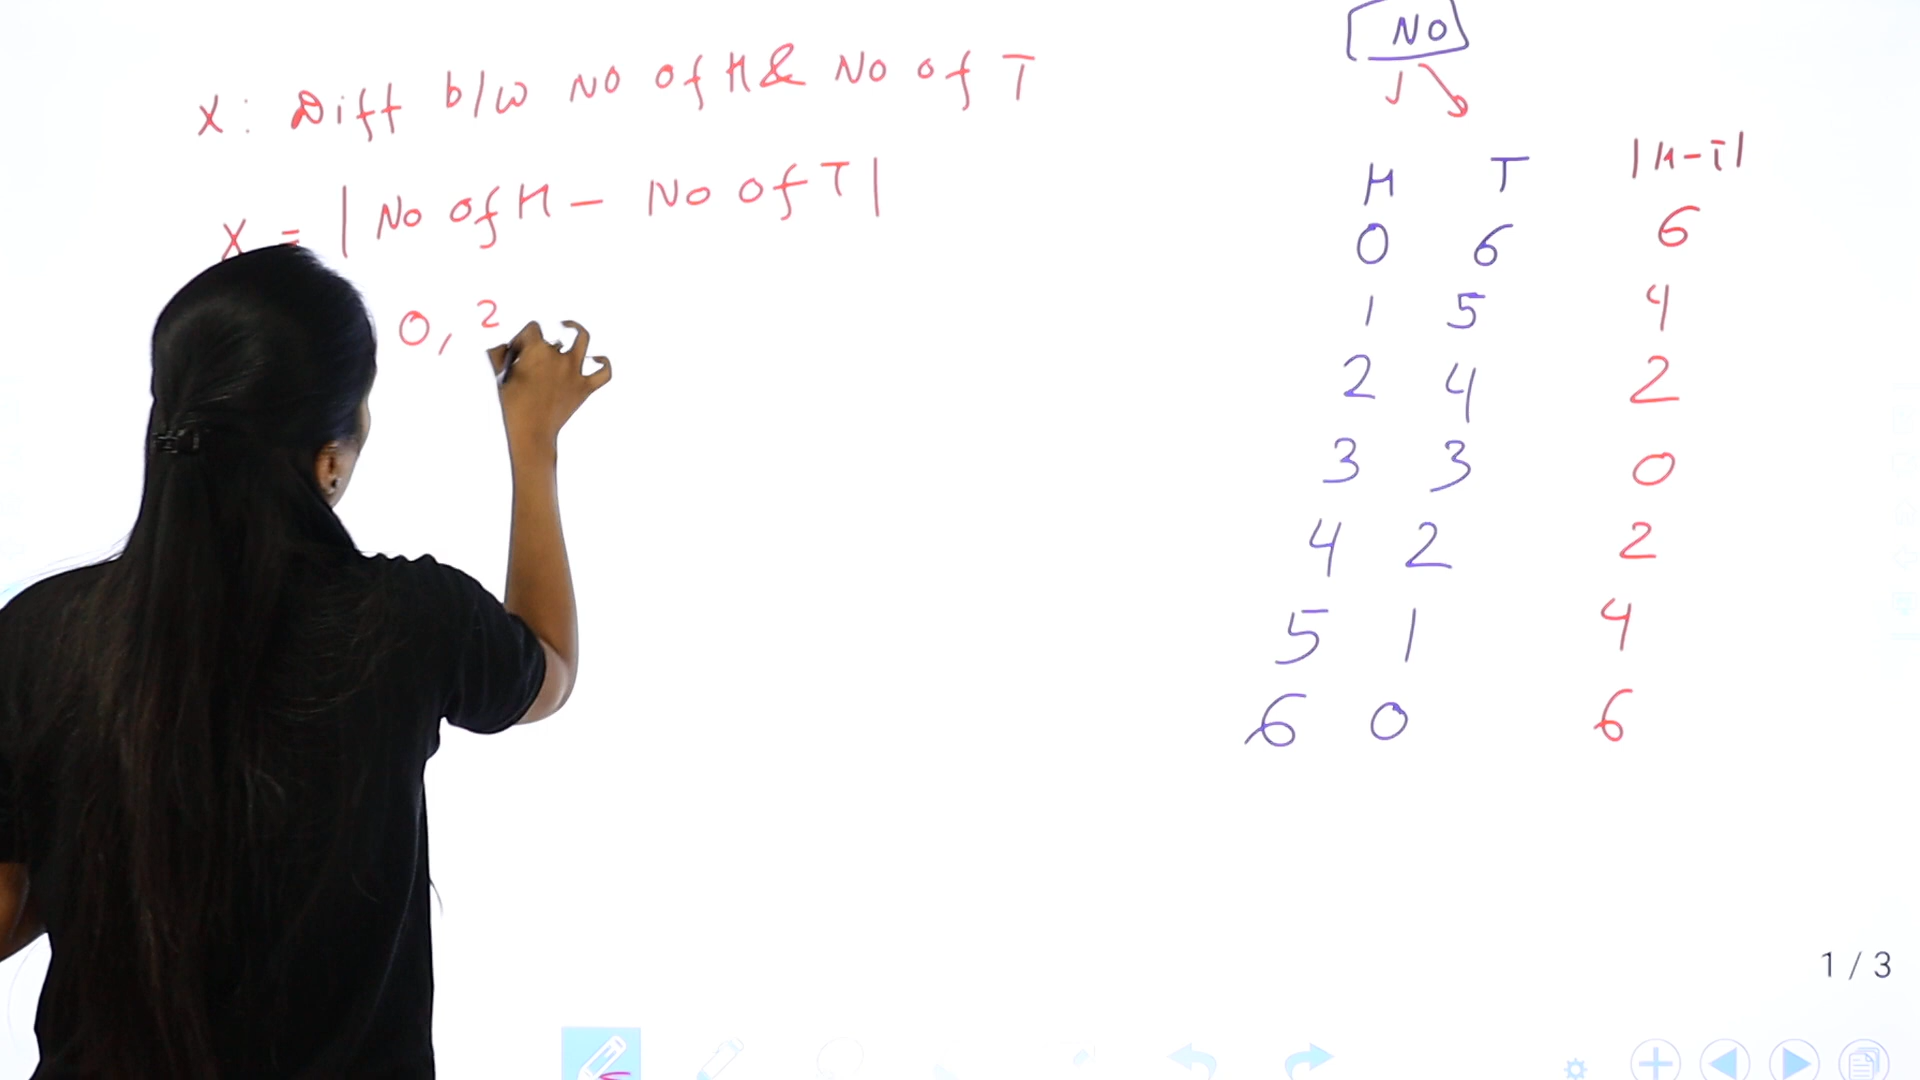 X: Diff b/w NO of H & NO of T
X = | NO of H - NO of T |
0, 2
NO
H T |H-T|
0 6 6
1 5 4
2 4 2
3 3 0
4 2 2
5 1 4
6 0 6
1 / 3